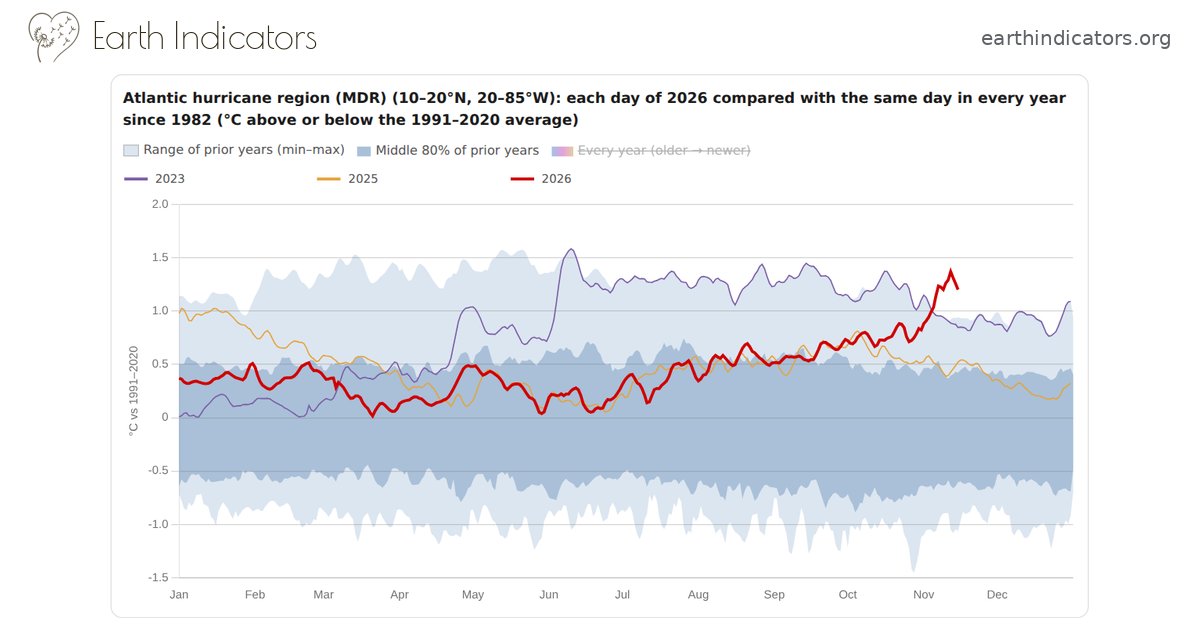 Earth Indicators
earthindicators.org
Atlantic hurricane region (MDR) (10–20°N, 20–85°W): each day of 2026 compared with the same day in every year
since 1982 (°C above or below the 1991–2020 average)
Range of prior years (min–max) Middle 80% of prior years Every year (older → newer)
2023 2025 2026
°C vs 1991–2020
2.0
1.5
1.0
0.5
0
-0.5
-1.0
-1.5
Jan Feb Mar Apr May Jun Jul Aug Sep Oct Nov Dec